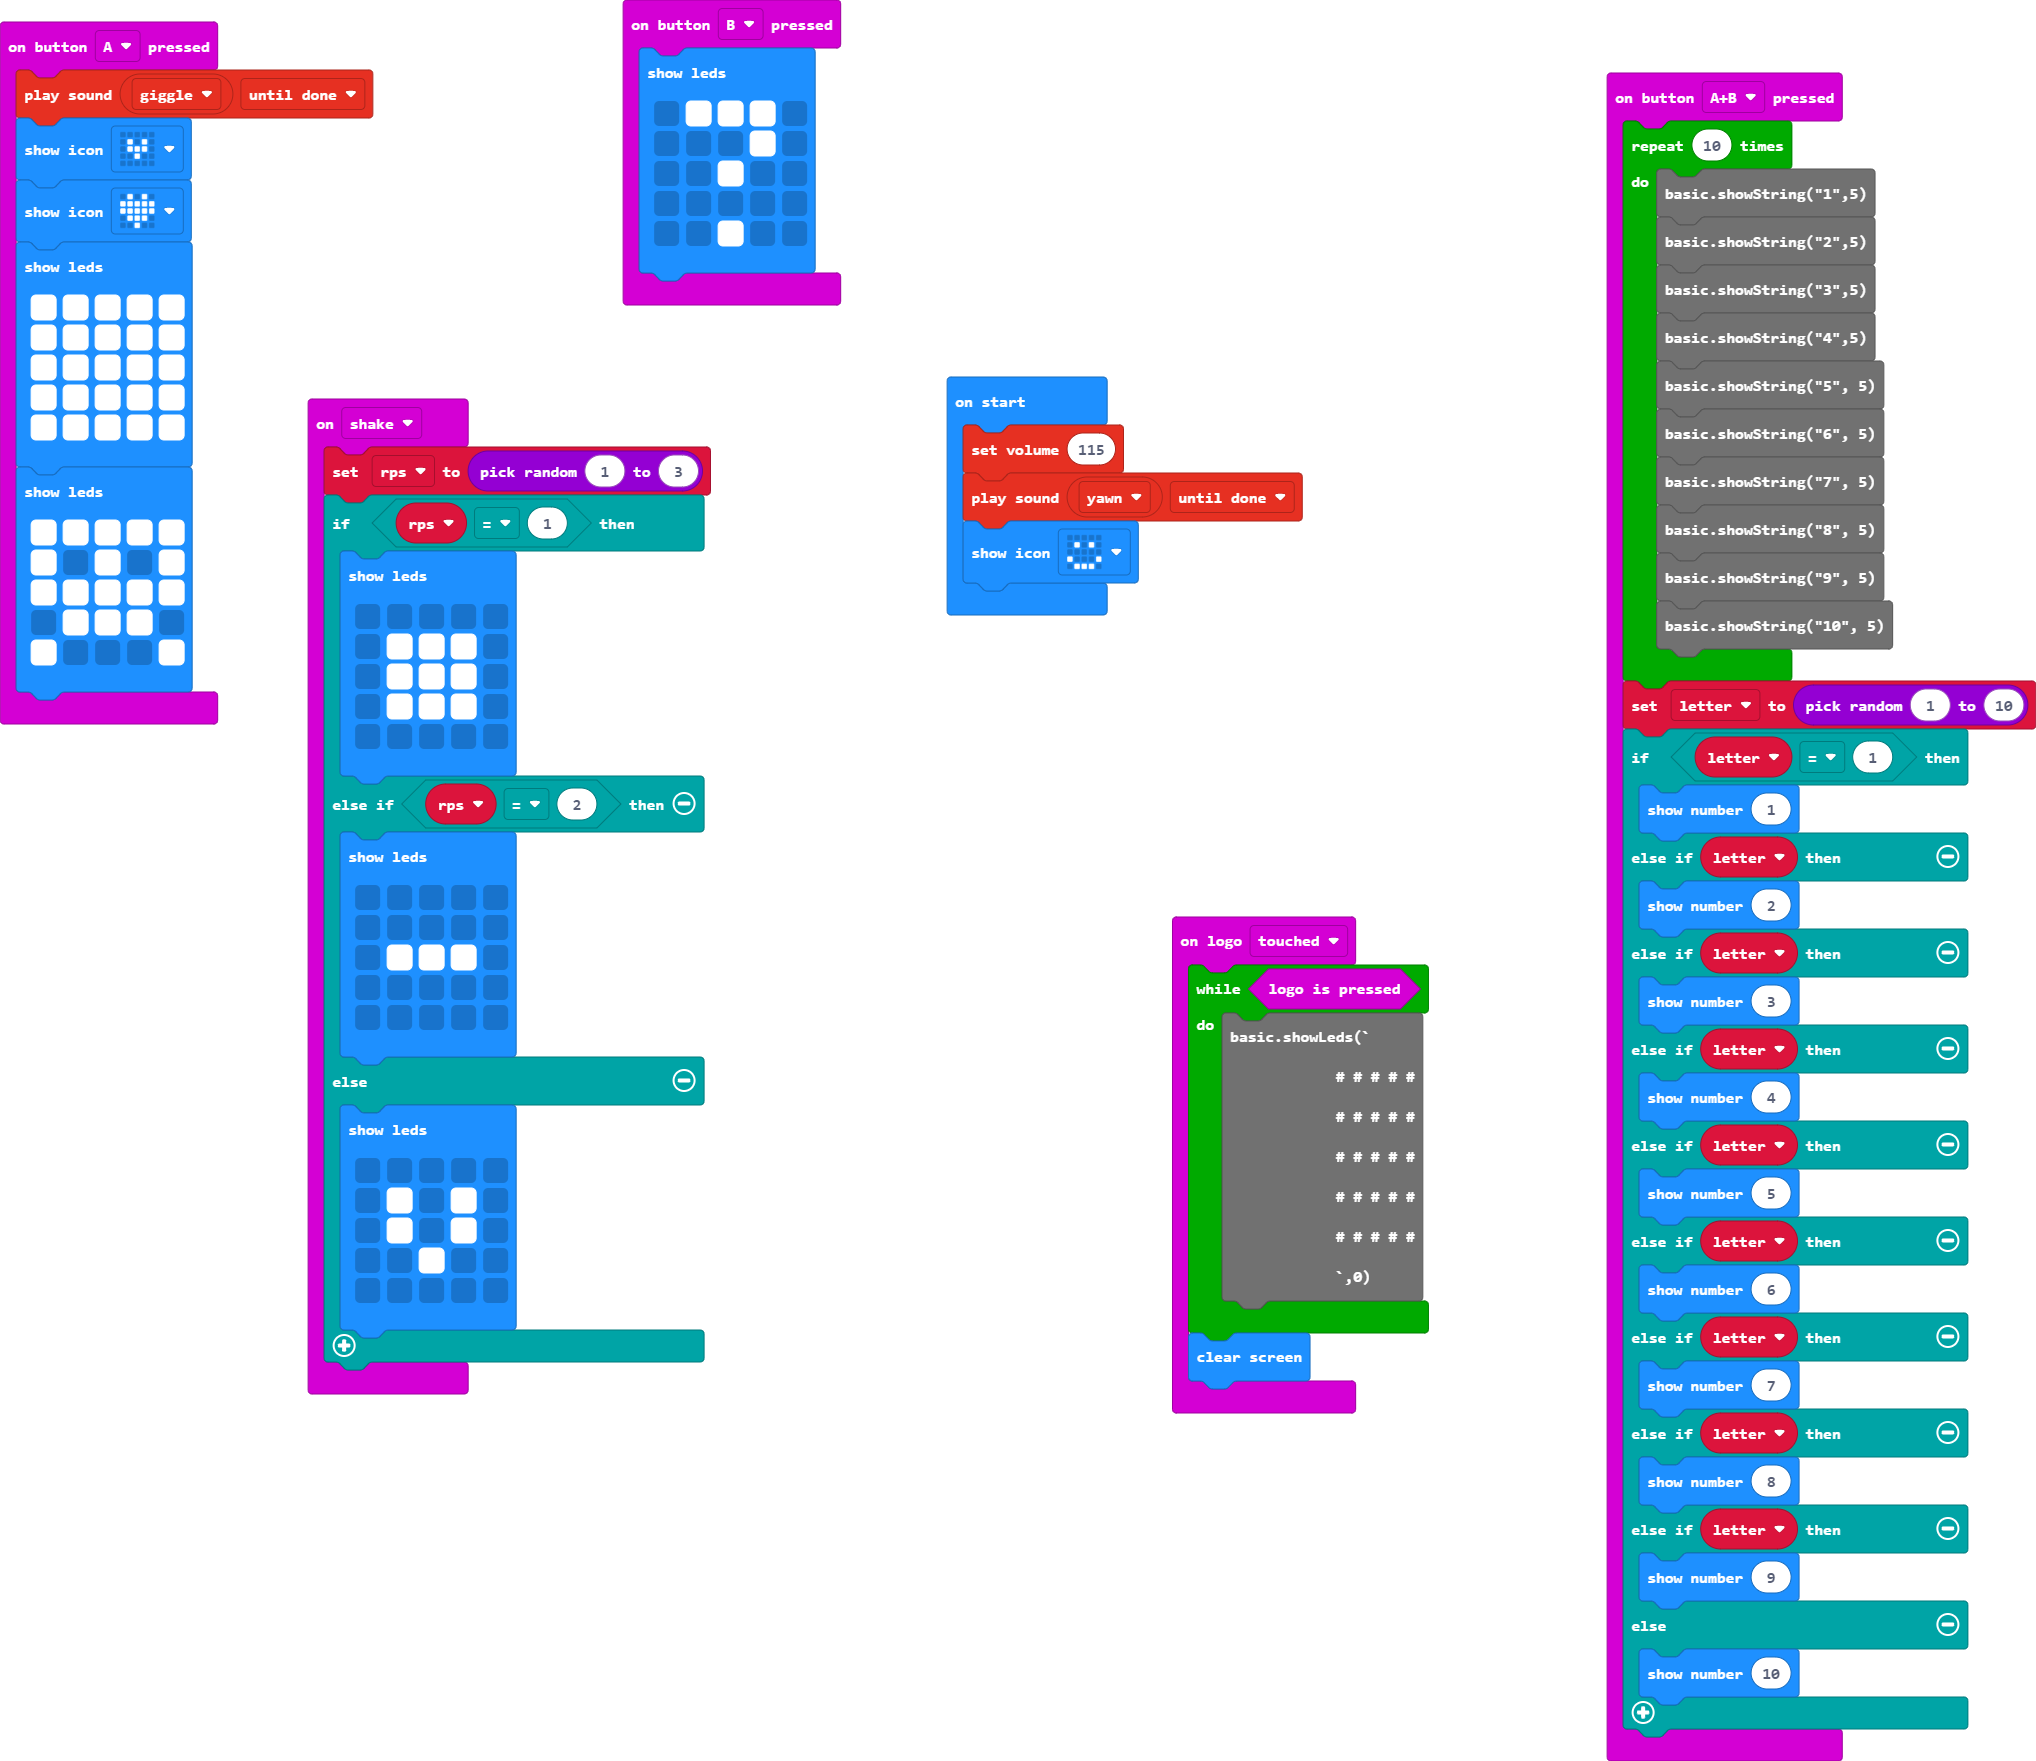 on button A pressed
play sound giggle until done
show icon
show icon
show leds
show leds
on button B pressed
show leds
on shake
set rps to pick random 1 to 3
if rps = 1 then
show leds
else if rps = 2 then
show leds
else
show leds
on start
set volume 115
play sound yawn until done
show icon
on logo touched
while logo is pressed
do
basic.showLeds(`
# # # # #
# # # # #
# # # # #
# # # # #
# # # # #
`,0)
clear screen
on button A+B pressed
repeat 10 times
do
basic.showString("1",5)
basic.showString("2",5)
basic.showString("3",5)
basic.showString("4",5)
basic.showString("5", 5)
basic.showString("6", 5)
basic.showString("7", 5)
basic.showString("8", 5)
basic.showString("9", 5)
basic.showString("10", 5)
set letter to pick random 1 to 10
if letter = 1 then
show number 1
else if letter then
show number 2
else if letter then
show number 3
else if letter then
show number 4
else if letter then
show number 5
else if letter then
show number 6
else if letter then
show number 7
else if letter then
show number 8
else if letter then
show number 9
else
show number 10